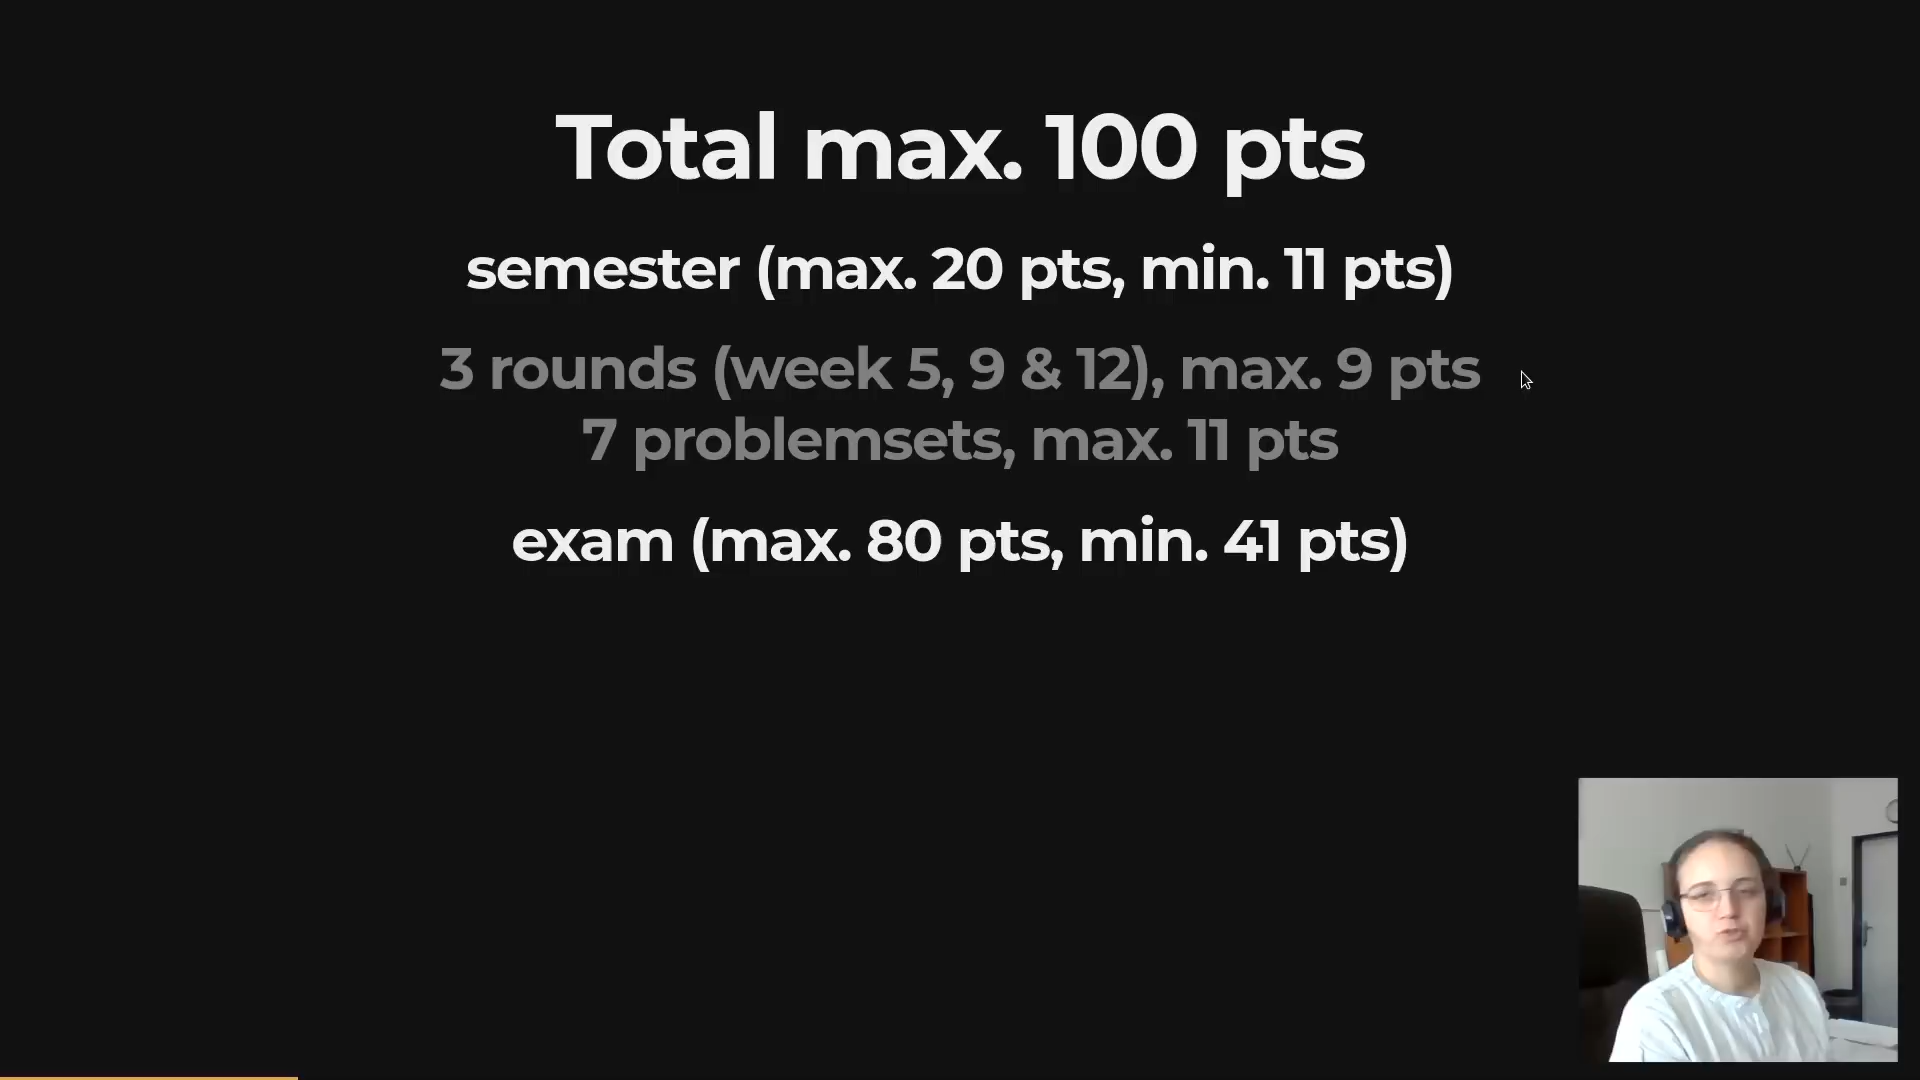 Total max. 100 pts
semester (max. 20 pts, min. 11 pts)
3 rounds (week 5, 9 & 12), max. 9 pts
7 problemsets, max. 11 pts
exam (max. 80 pts, min. 41 pts)